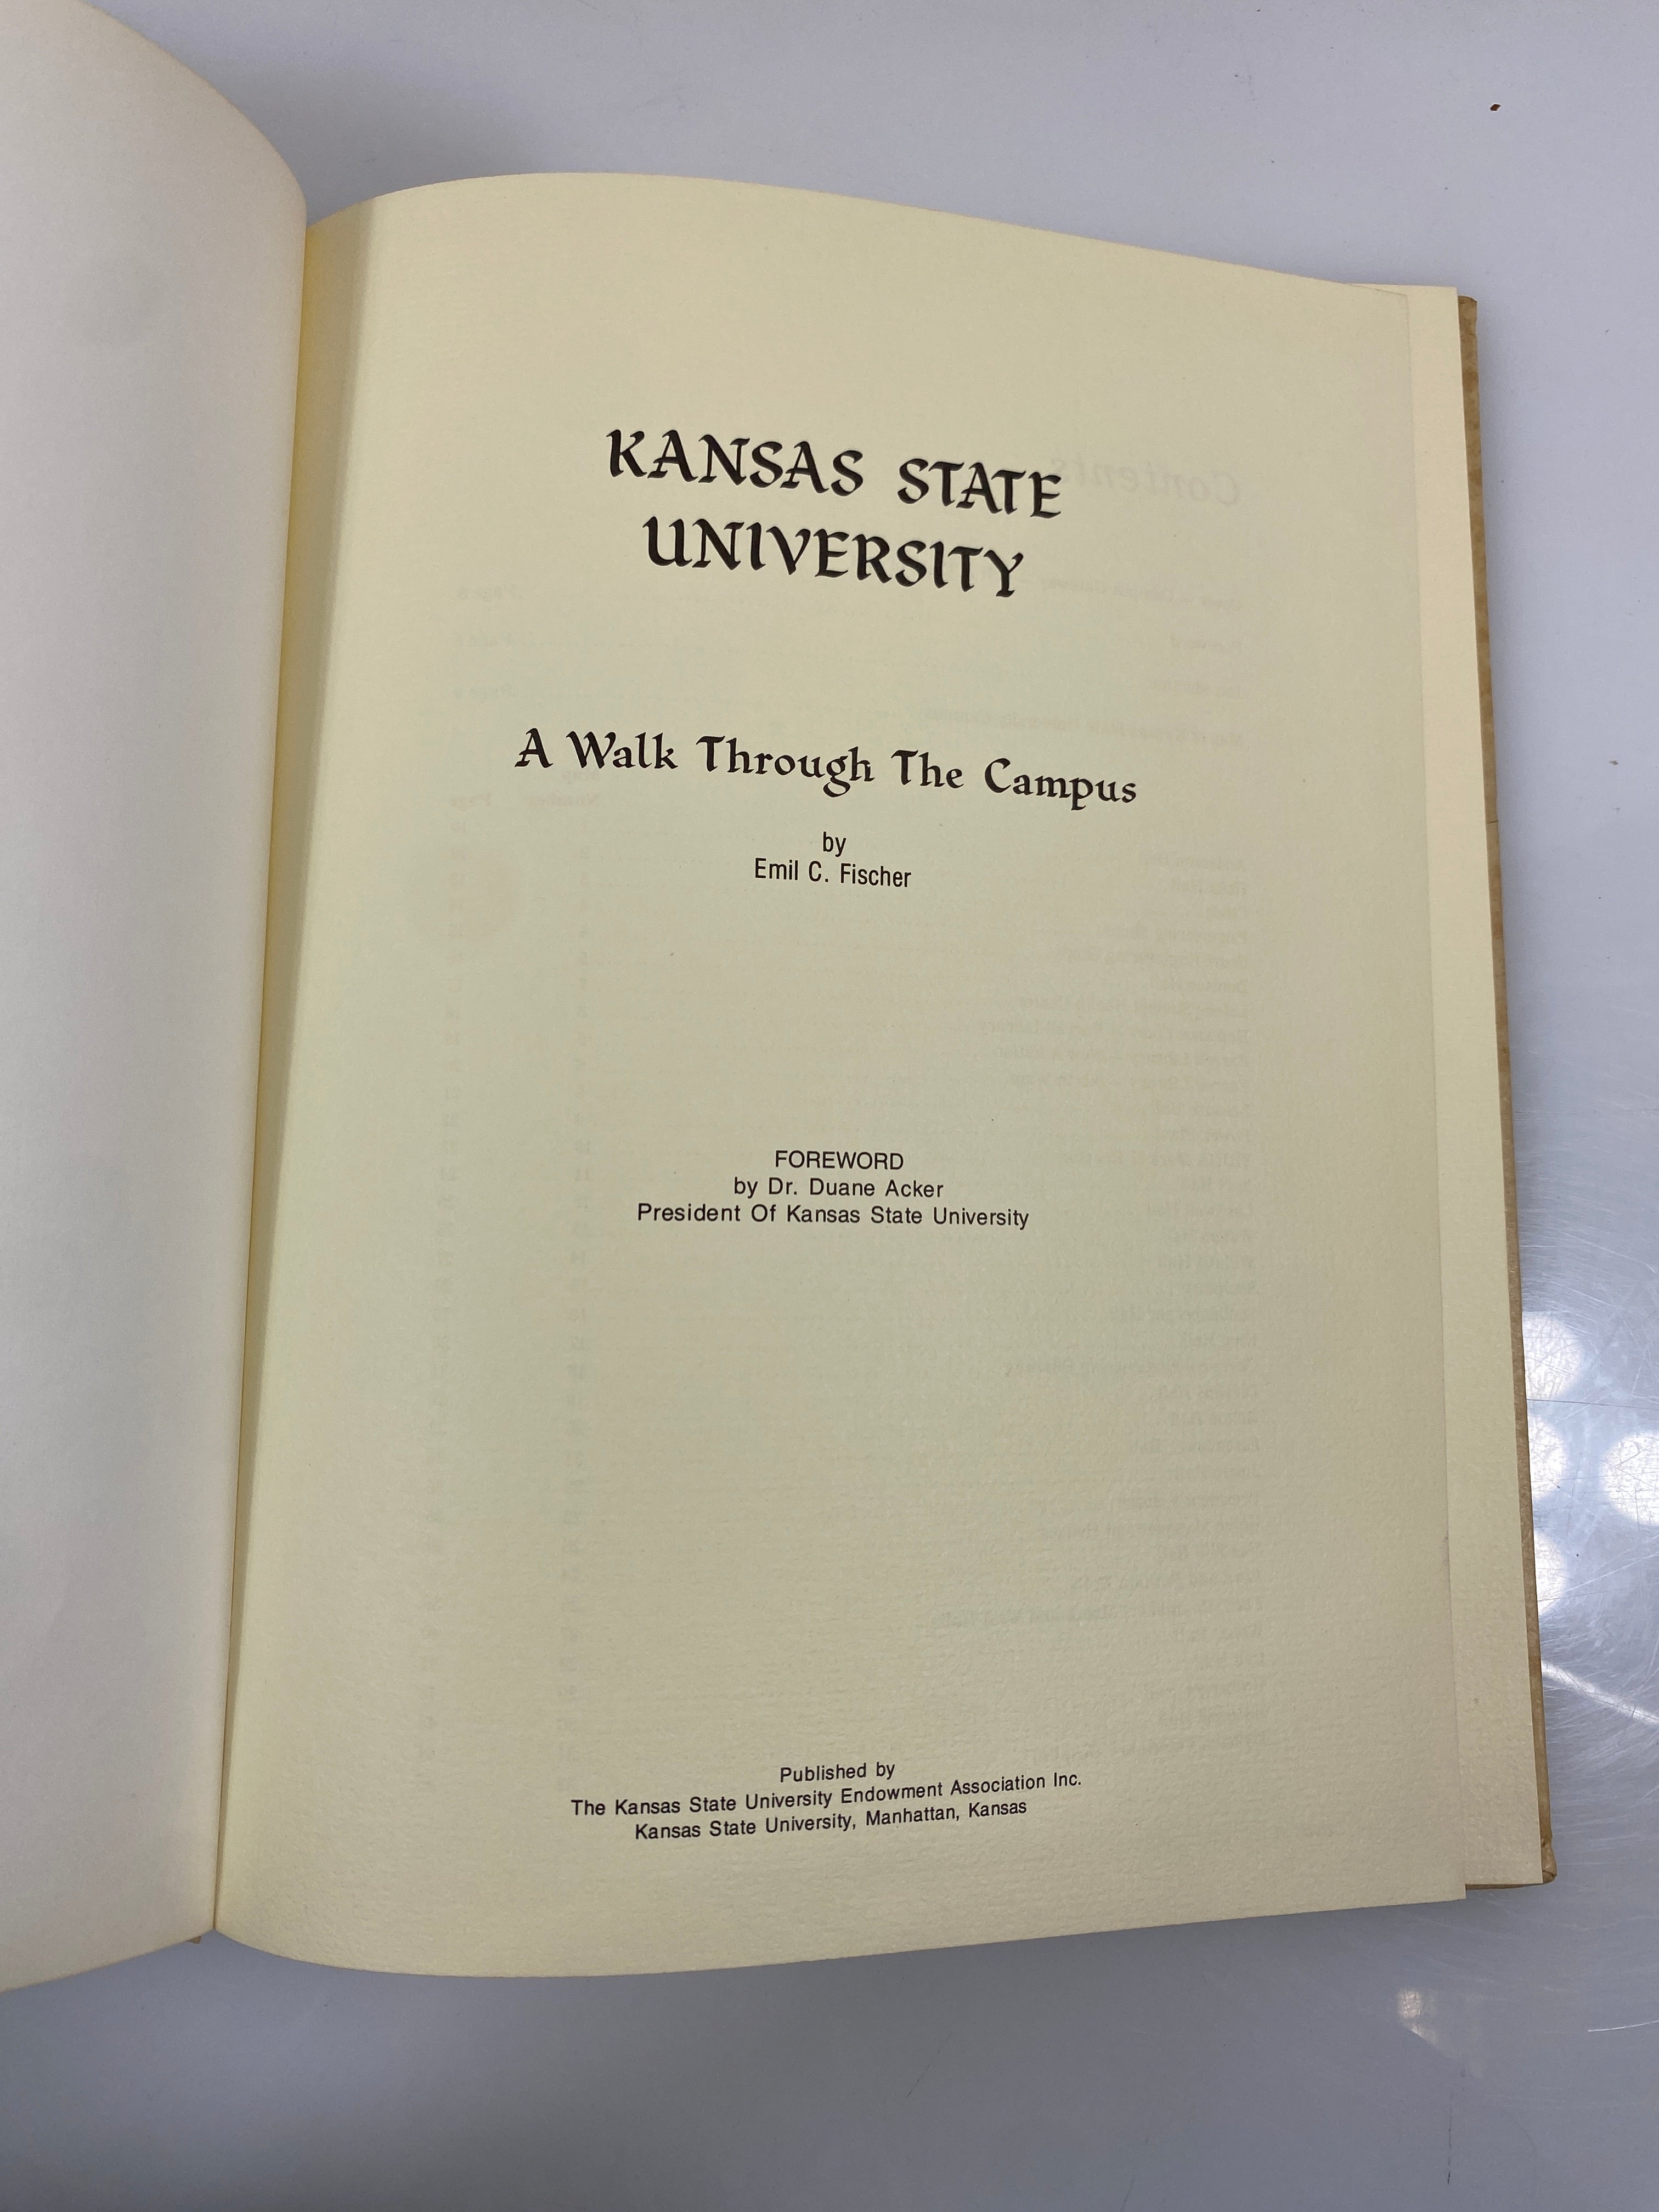 KANSAS STATE
UNIVERSITY
A Walk Through The Campus
by
Emil C. Fischer
FOREWORD
by Dr. Duane Acker
President Of Kansas State University
Published by
The Kansas State University Endowment Association Inc.
Kansas State University, Manhattan, Kansas